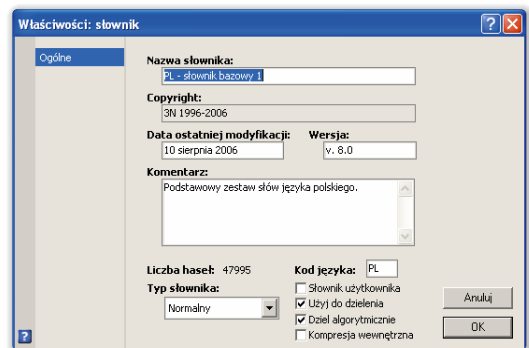 Właściwości: słownik
Ogólne
Nazwa słownika:
PL - słownik bazowy 1
Copyright:
3N 1996-2006
Data ostatniej modyfikacji: Wersja:
10 sierpnia 2006 v. 8.0
Komentarz:
Podstawowy zestaw słów języka polskiego.
Liczba haseł: 47995 Kod języka: PL
Typ słownika:
Normalny
Słownik użytkownika
Użyj do dzielenia
Dziel algorytmicznie
Kompresja wewnętrzna
Anuluj
OK